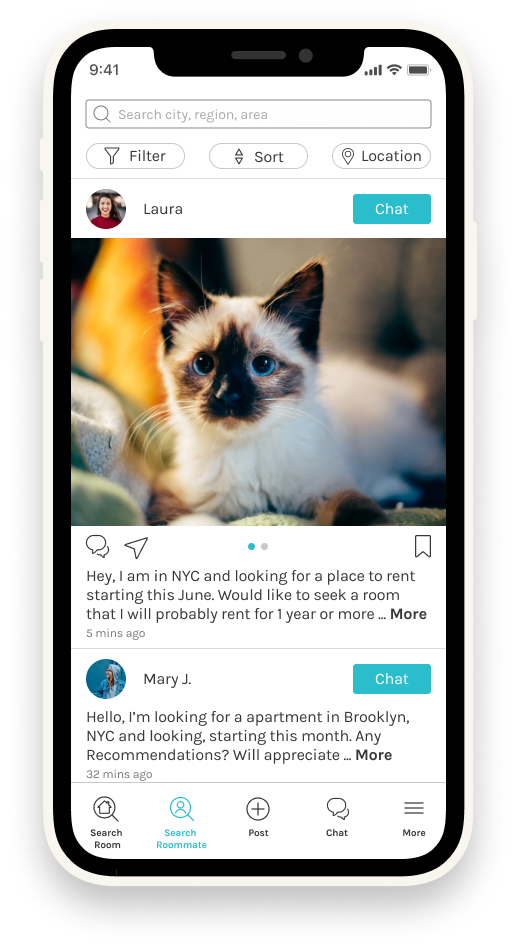 9:41
Search city, region, area
Filter
Sort
Location
Laura
Chat
Hey, I am in NYC and looking for a place to rent
starting this June. Would like to seek a room
that I will probably rent for 1 year or more ... More
5 mins ago
Mary J.
Chat
Hello, I'm looking for a apartment in Brooklyn,
NYC and looking, starting this month. Any
Recommendations? Will appreciate ... More
32 mins ago
Search Room
Search Roommate
Post
Chat
More